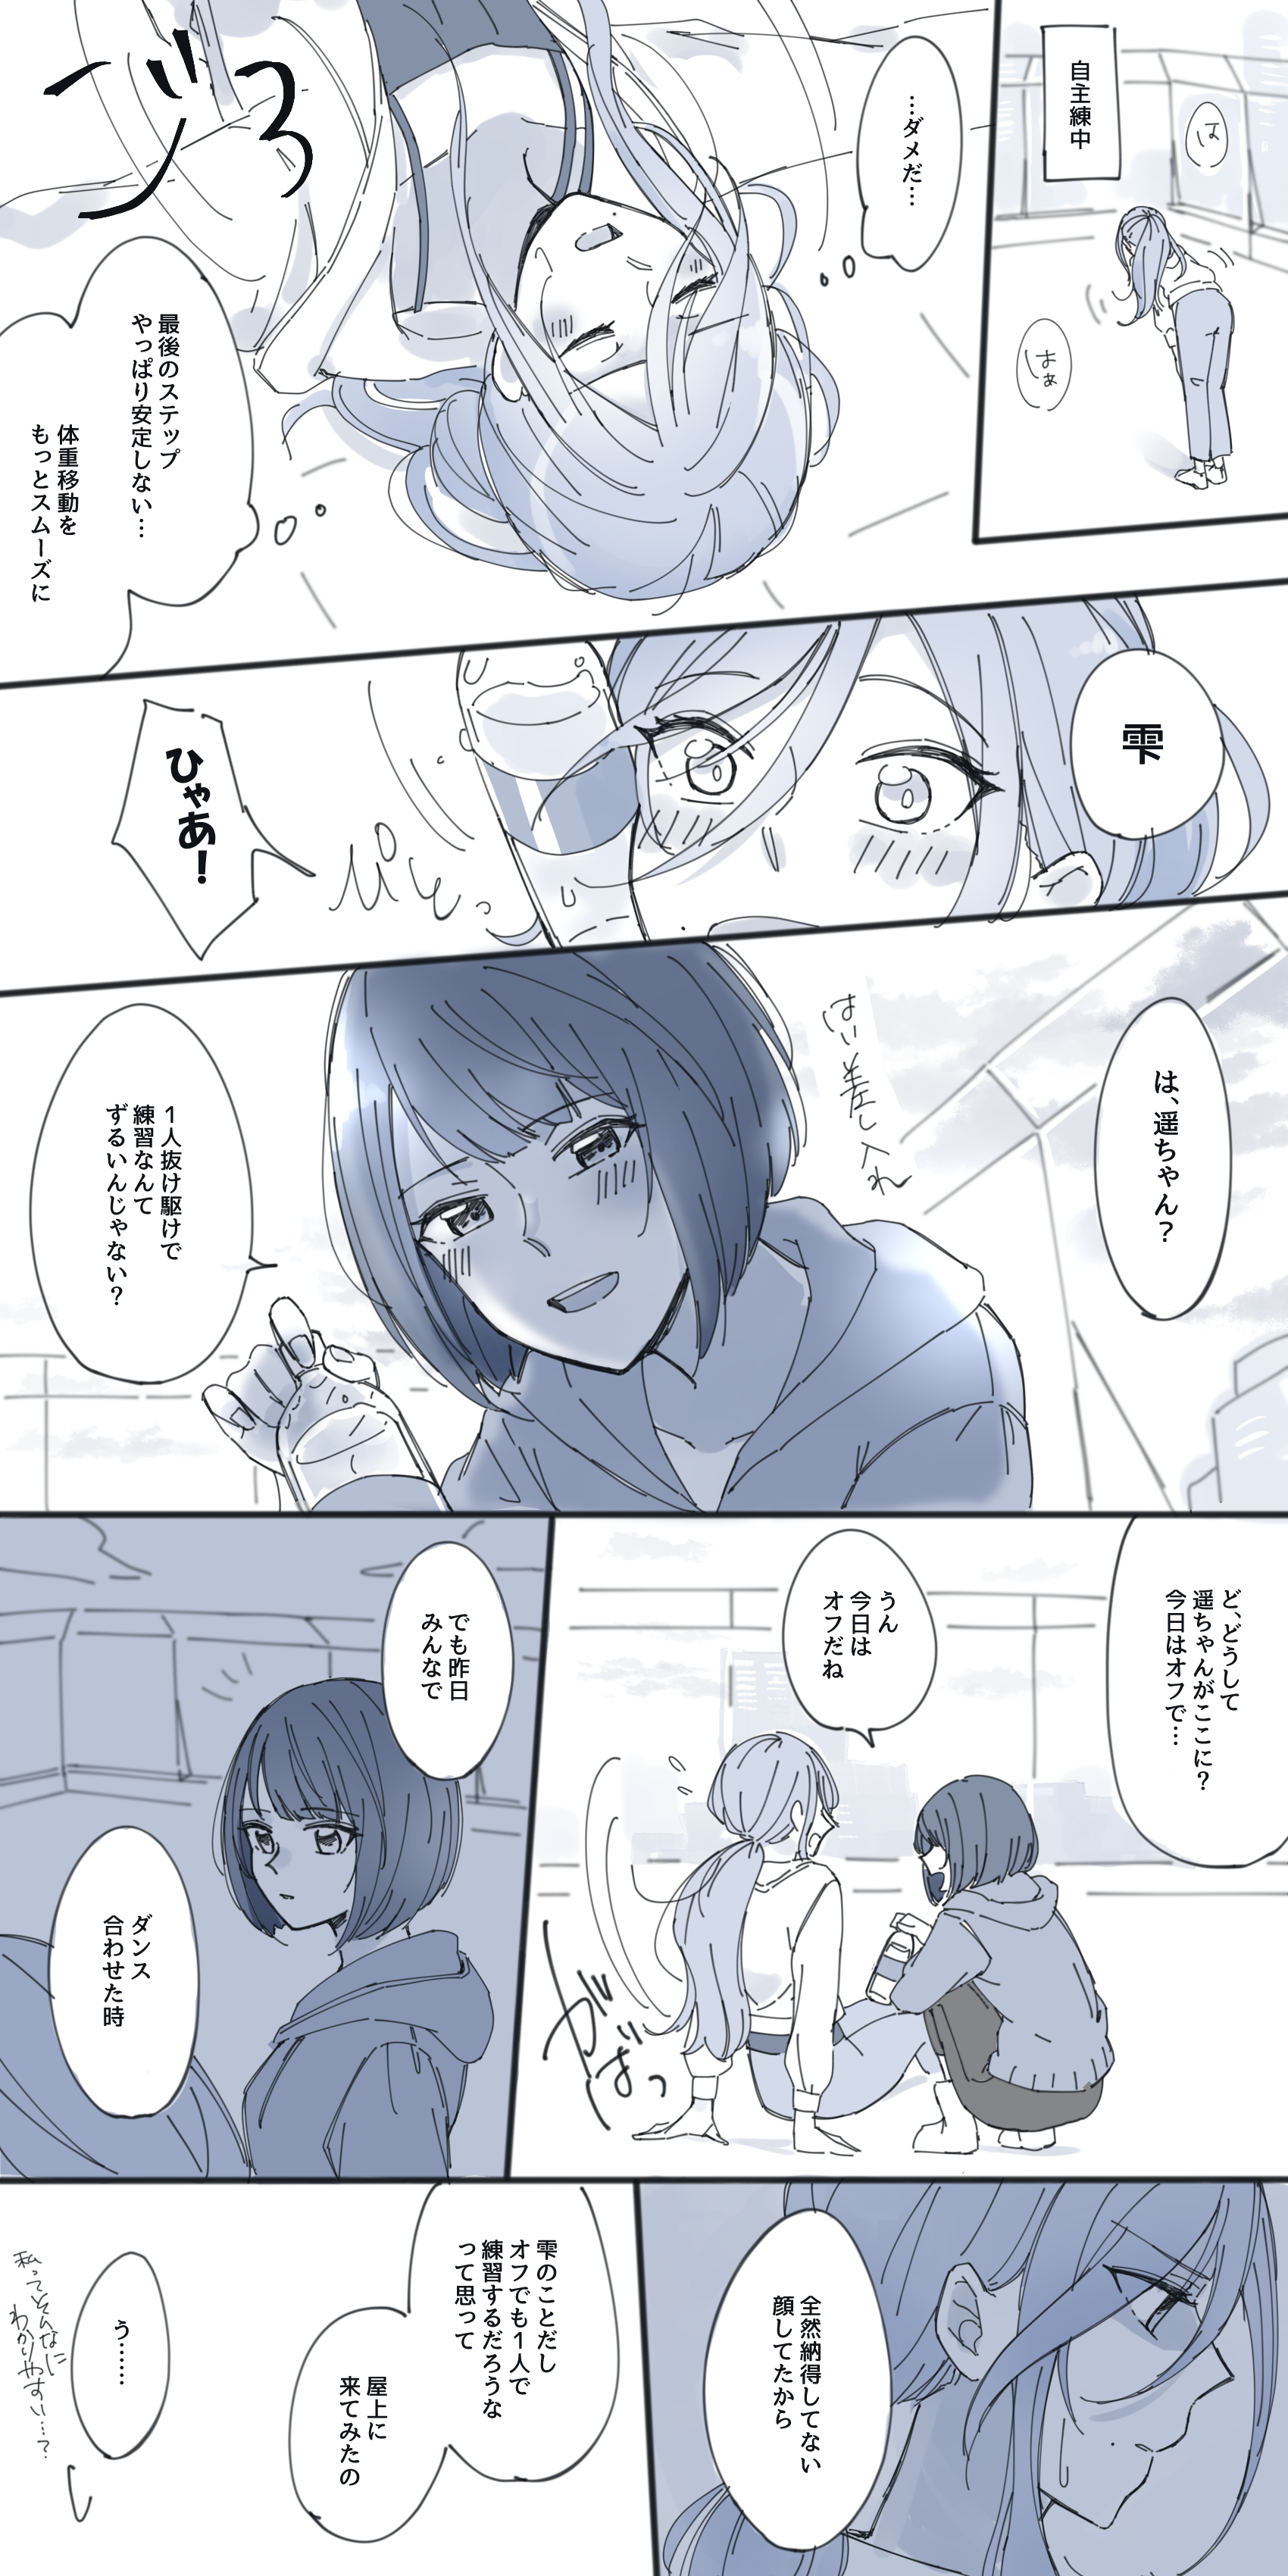 自主練中
は
はぁ
…ダメだ…
ごろ
最後のステップ
やっぱり安定しない…
体重移動を
もっとスムーズに
雫
ぴと
ひゃあ！
は、遥ちゃん？
はい差し入れ
1人抜け駆けで
練習なんて
ずるいんじゃない？
ど、どうして
遥ちゃんがここに？
今日はオフで…
うん
今日は
オフだね
がばっ
でも昨日
みんなで
ダンス
合わせた時
全然納得してない
顔してたから
雫のことだし
オフでも1人で
練習するだろうな
って思って
屋上に
来てみたの
う……
私ってそんなに
わかりやすい…？